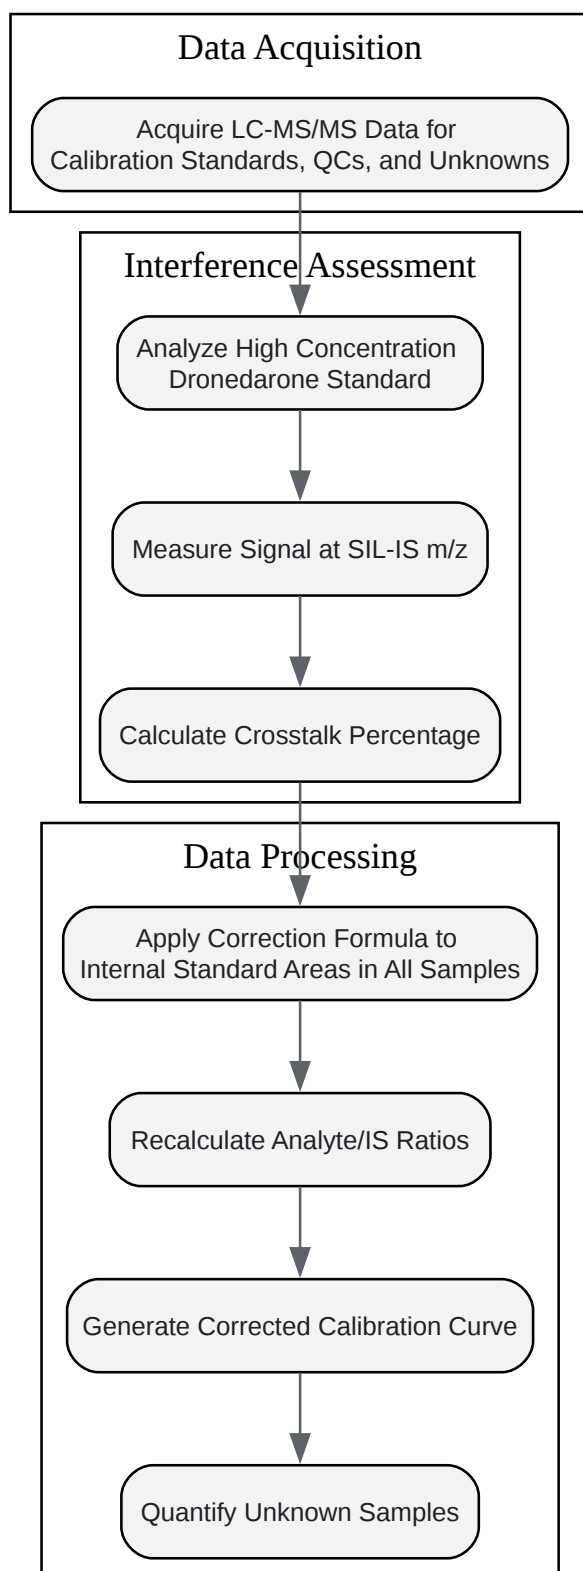 Data Acquisition
Acquire LC-MS/MS Data for
Calibration Standards, QCs, and Unknowns
Interference Assessment
Analyze High Concentration
Dronedarone Standard
Measure Signal at SIL-IS m/z
Calculate Crosstalk Percentage
Data Processing
Apply Correction Formula to
Internal Standard Areas in All Samples
Recalculate Analyte/IS Ratios
Generate Corrected Calibration Curve
Quantify Unknown Samples